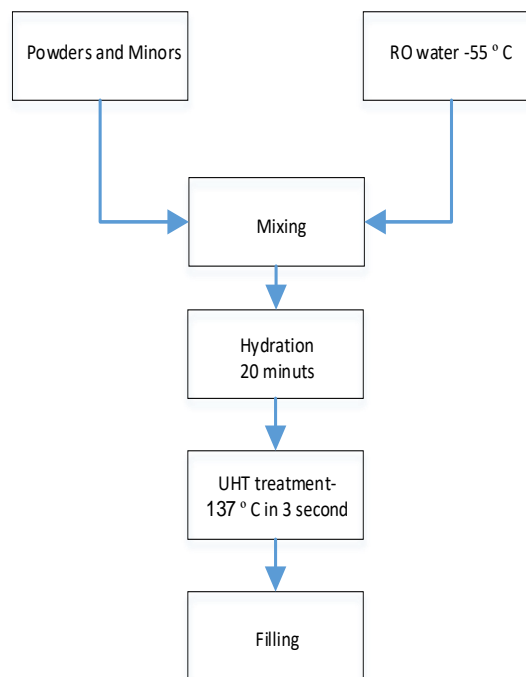 Powders and Minors
RO water -55 º C
Mixing
Hydration
20 minuts
UHT treatment-
137 º C in 3 second
Filling